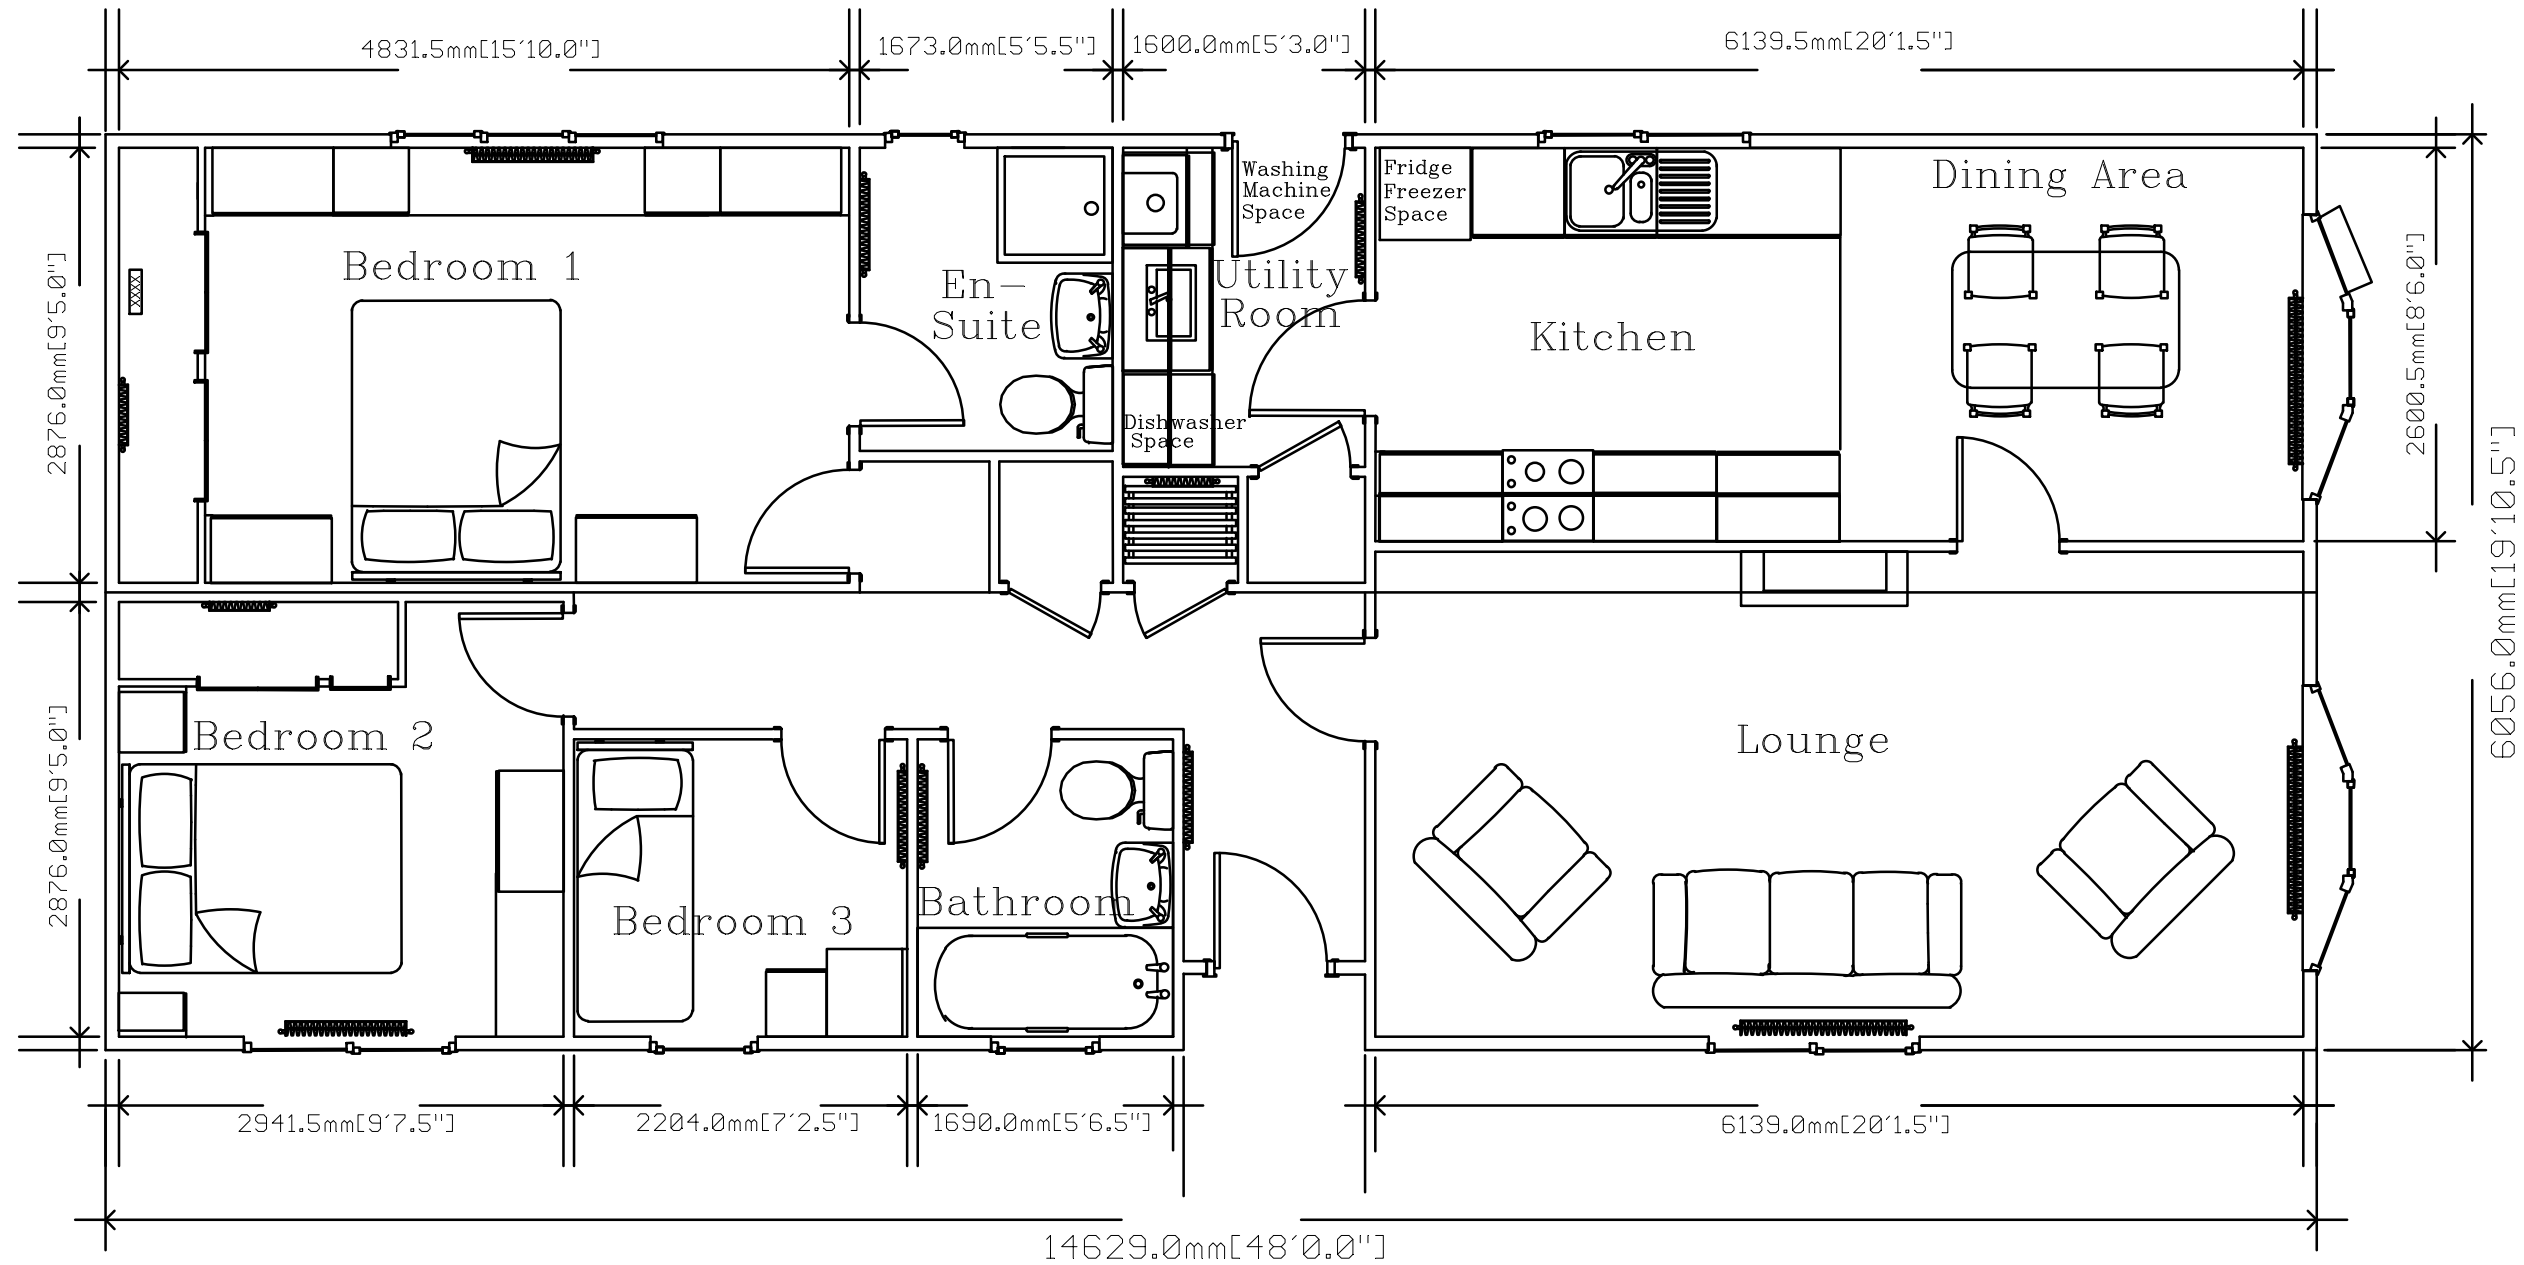 4831.5mm[15'10.0"]
1673.0mm[5'5.5"]
1600.0mm[5'3.0"]
6139.5mm[20'1.5"]
Washing
Machine
Space
Fridge
Freezer
Space
Dining Area
Bedroom 1
En-
Suite
Utility
Room
Kitchen
2876.0mm[9'5.0"]
2600.5mm[8'6.0"]
Dishwasher
Space
6056.0mm[19'10.5"]
Bedroom 2
Lounge
2876.0mm[9'5.0"]
Bedroom 3
Bathroom
2941.5mm[9'7.5"]
2204.0mm[7'2.5"]
1690.0mm[5'6.5"]
6139.0mm[20'1.5"]
14629.0mm[48'0.0"]